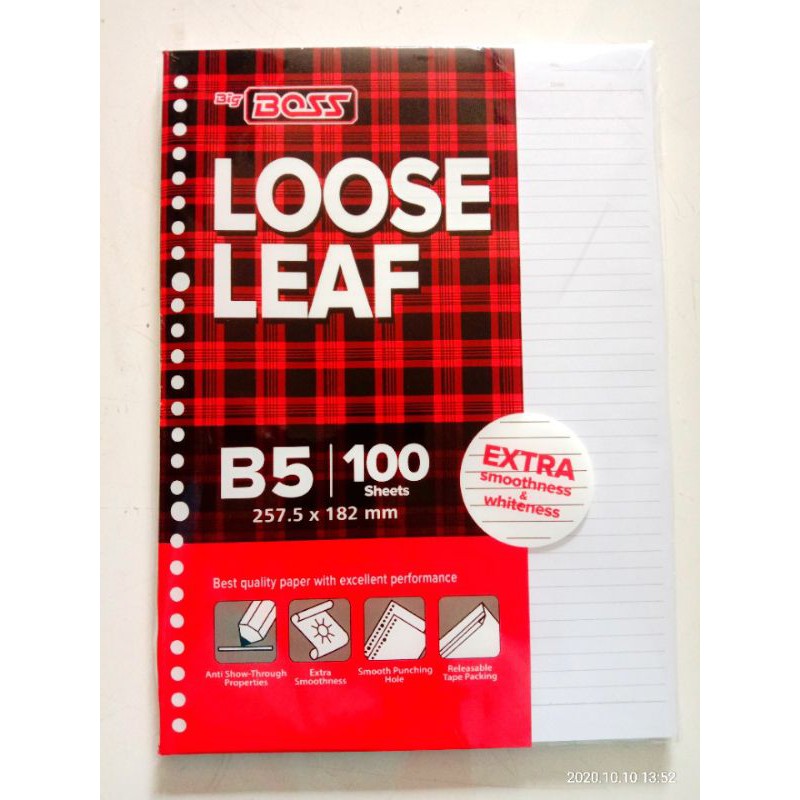 Big BOSS
LOOSE
LEAF
B5 | 100
Sheets
257.5 x 182 mm
EXTRA
smoothness
&
whiteness
Best quality paper with excellent performance
Anti Show-Through
Properties
Extra
Smoothness
Smooth Punching
Hole
Releasable
Tape Packing
2020.10.10 13:52